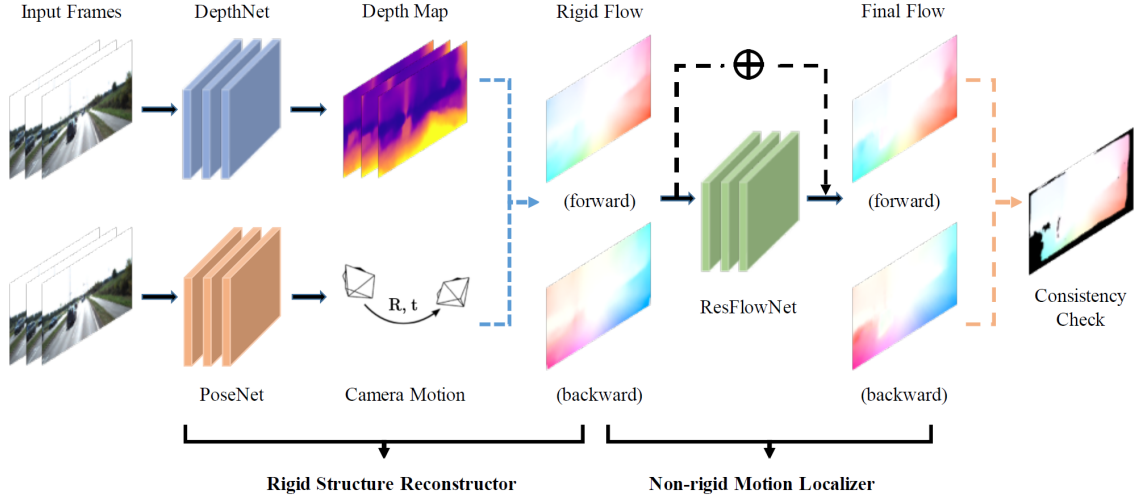 Input Frames
DepthNet
Depth Map
Rigid Flow
Final Flow
(forward)
(forward)
R, t
ResFlowNet
Consistency
Check
PoseNet
Camera Motion
(backward)
(backward)
Rigid Structure Reconstructor
Non-rigid Motion Localizer